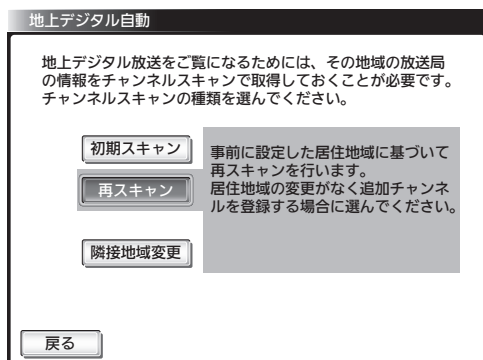 地上デジタル自動
地上デジタル放送をご覧になるためには、その地域の放送局
の情報をチャンネルスキャンで取得しておくことが必要です。
チャンネルスキャンの種類を選んでください。
初期スキャン
再スキャン
隣接地域変更
事前に設定した居住地域に基づいて
再スキャンを行います。
居住地域の変更がなく追加チャンネ
ルを登録する場合に選んでください。
戻る